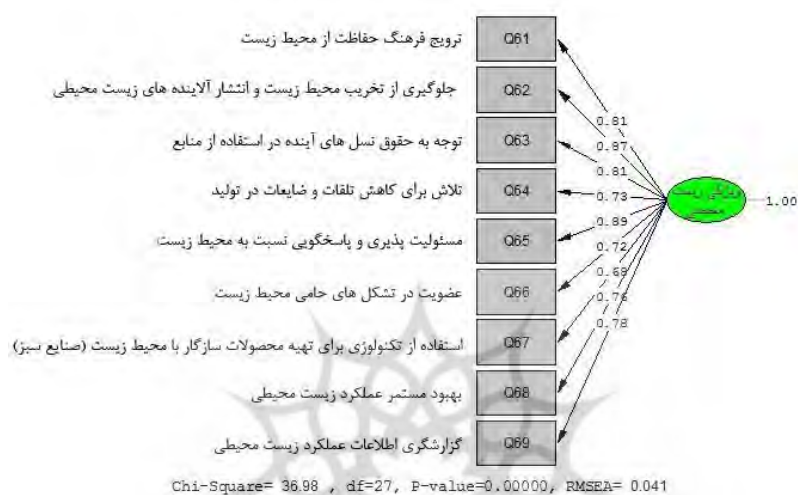 ترویج فرهنگ حفاظت از محیط زیست
Q61
جلوگیری از تخریب محیط زیست و انتشار آلاینده های زیست محیطی
Q62
توجه به حقوق نسل های آینده در استفاده از منابع
Q63
تلاش برای کاهش تلفات و ضایعات در تولید
Q64
مسئولیت پذیری و پاسخگویی نسبت به محیط زیست
Q65
عضویت در تشکل های حامی محیط زیست
Q66
استفاده از تکنولوژی برای تهیه محصولات سازگار با محیط زیست (صنایع سبز)
Q67
بهبود مستمر عملکرد زیست محیطی
Q68
گزارشگری اطلاعات عملکرد زیست محیطی
Q69
0.81
0.87
0.81
0.73
0.89
0.72
0.68
0.76
0.78
ویژگی زیست
محیطی
1.00
Chi-Square= 36.98 , df=27, P-value=0.00000, RMSEA= 0.041